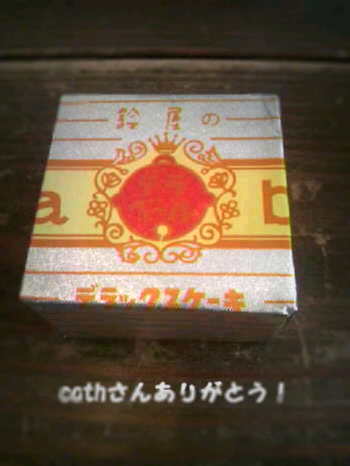 鈴屋の
a b
デラックスケーキ
cathさんありがとう！